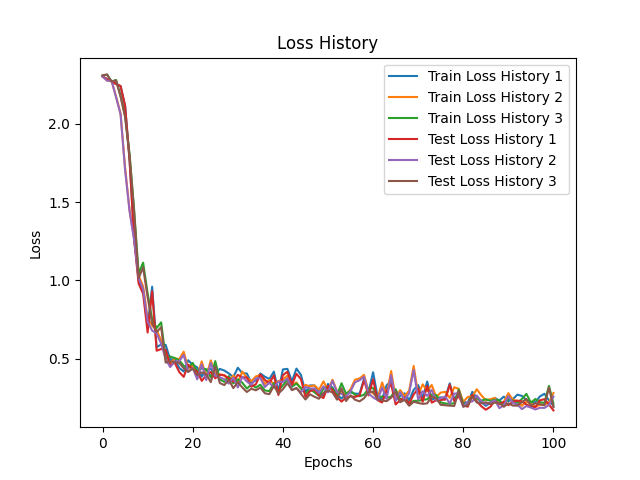 Loss History
Train Loss History 1
Train Loss History 2
Train Loss History 3
Test Loss History 1
Test Loss History 2
Test Loss History 3
Loss
2.0
1.5
1.0
0.5
0 20 40 60 80 100
Epochs